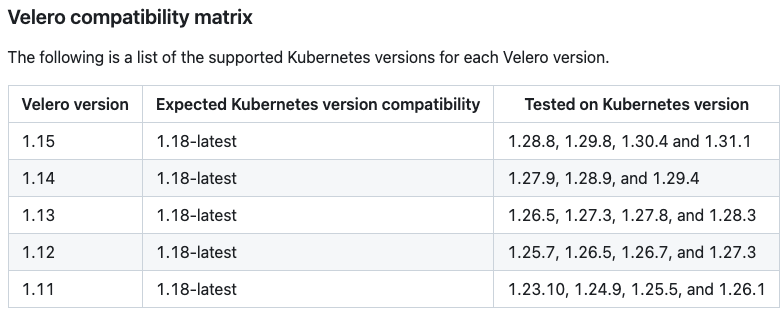 Velero compatibility matrix
The following is a list of the supported Kubernetes versions for each Velero version.
Velero version Expected Kubernetes version compatibility Tested on Kubernetes version
1.15 1.18-latest 1.28.8, 1.29.8, 1.30.4 and 1.31.1
1.14 1.18-latest 1.27.9, 1.28.9, and 1.29.4
1.13 1.18-latest 1.26.5, 1.27.3, 1.27.8, and 1.28.3
1.12 1.18-latest 1.25.7, 1.26.5, 1.26.7, and 1.27.3
1.11 1.18-latest 1.23.10, 1.24.9, 1.25.5, and 1.26.1